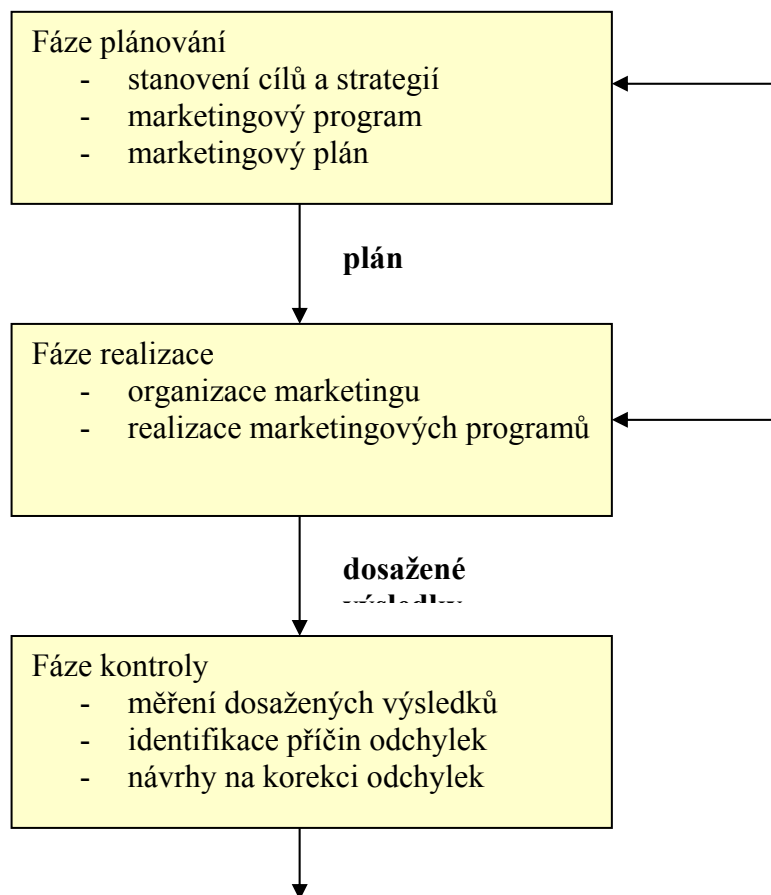 Fáze plánování
- stanovení cílů a strategií
- marketingový program
- marketingový plán
plán
Fáze realizace
- organizace marketingu
- realizace marketingových programů
dosažené
Fáze kontroly
- měření dosažených výsledků
- identifikace příčin odchylek
- návrhy na korekci odchylek